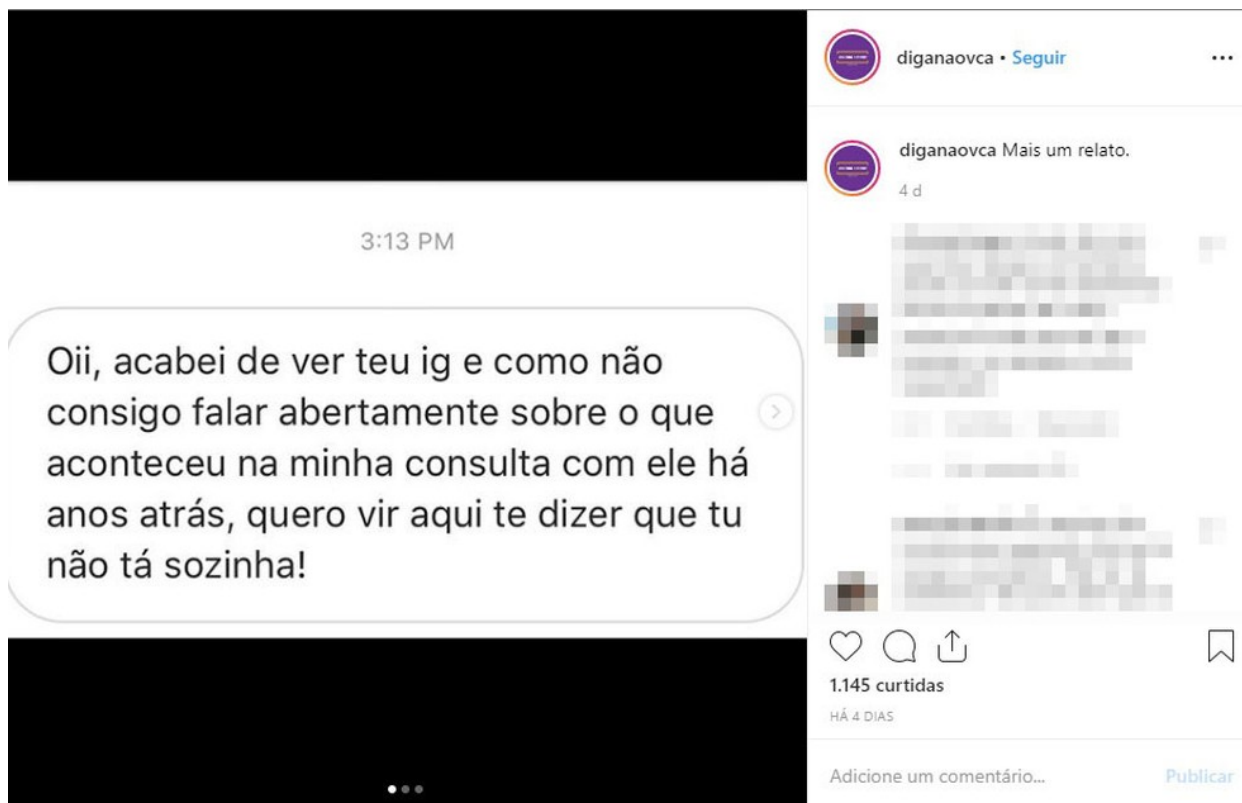 3:13 PM
Oii, acabei de ver teu ig e como não
consigo falar abertamente sobre o que
aconteceu na minha consulta com ele há
anos atrás, quero vir aqui te dizer que tu
não tá sozinha!
diganaovca • Seguir
diganaovca Mais um relato.
4 d
1.145 curtidas
HÁ 4 DIAS
Adicione um comentário...
Publicar